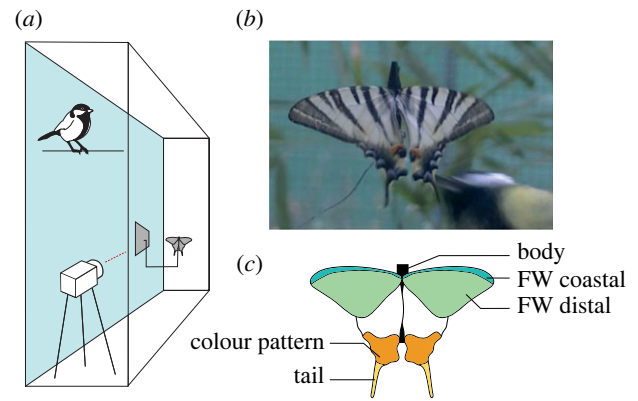 (a)
(b)
(c)
body
FW coastal
FW distal
colour pattern
tail